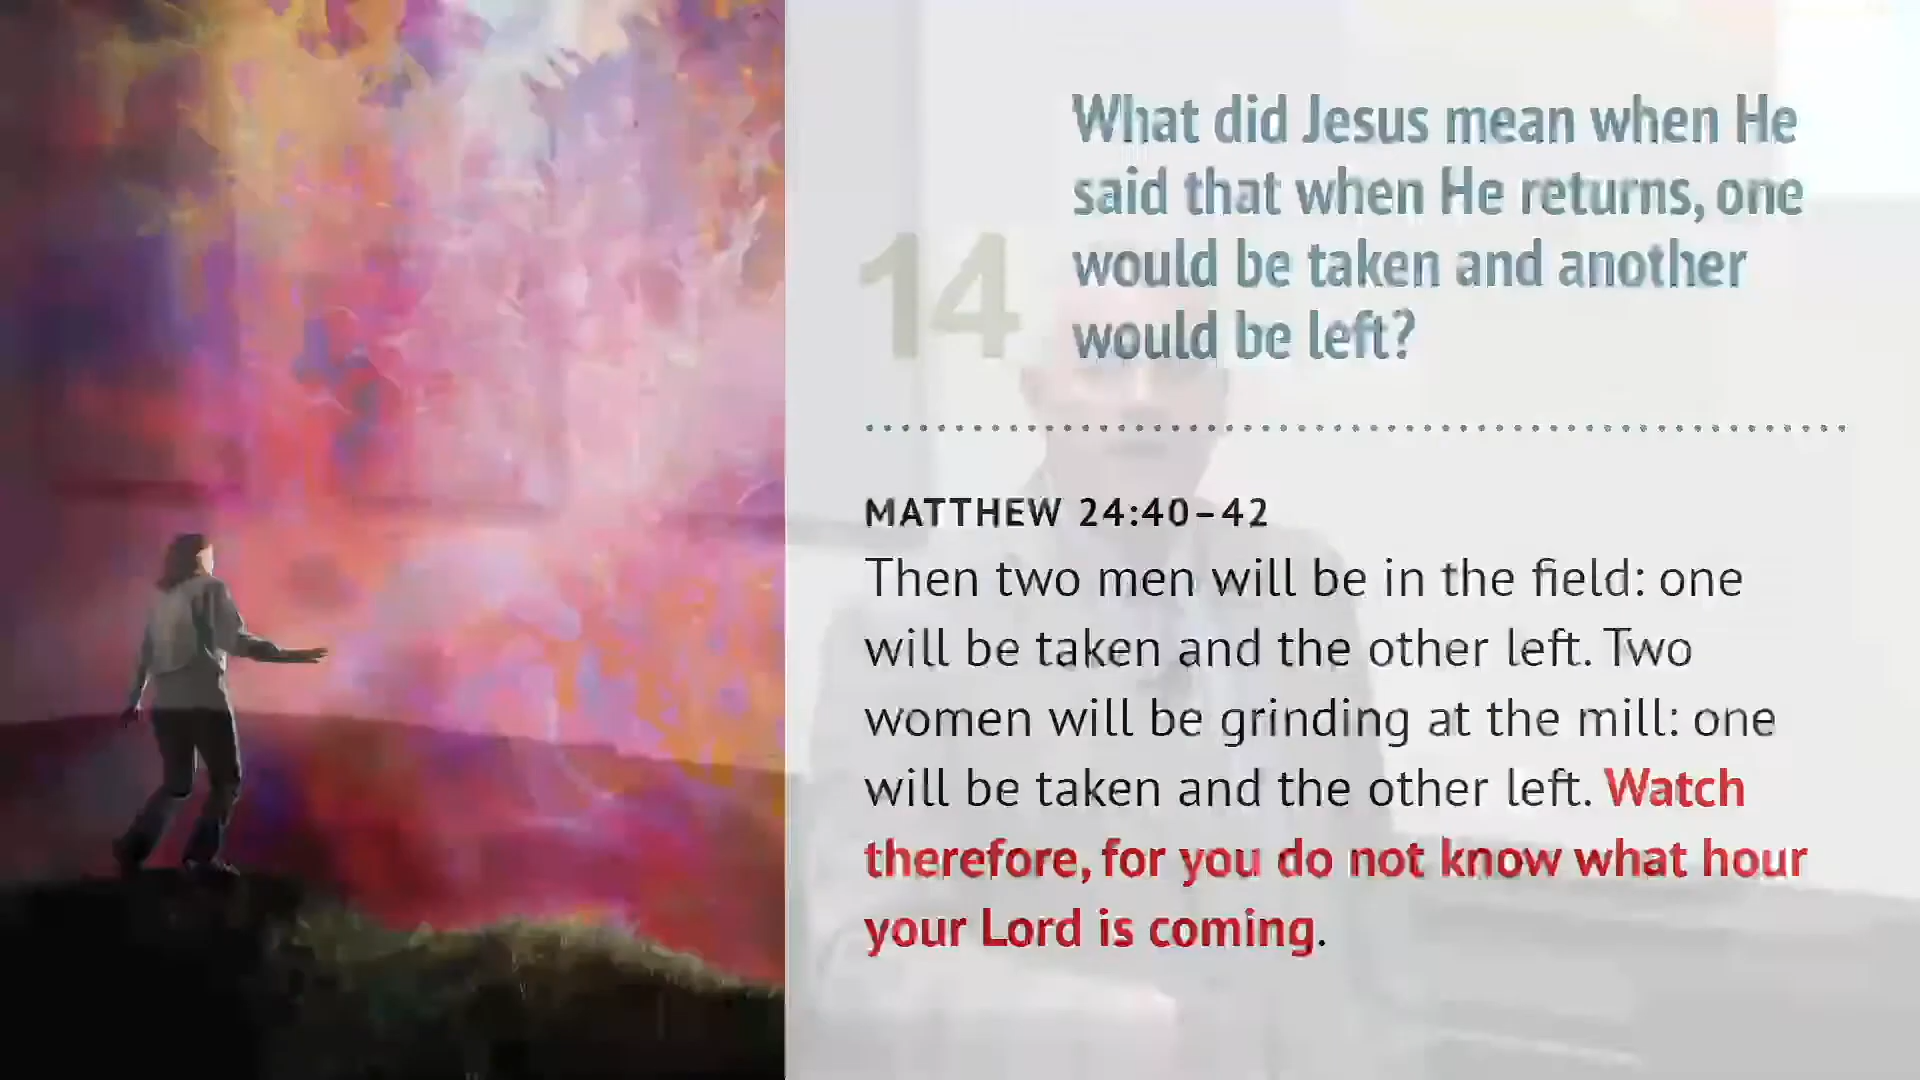 14
What did Jesus mean when He
said that when He returns, one
would be taken and another
would be left?
MATTHEW 24:40–42
Then two men will be in the field: one
will be taken and the other left. Two
women will be grinding at the mill: one
will be taken and the other left. Watch
therefore, for you do not know what hour
your Lord is coming.